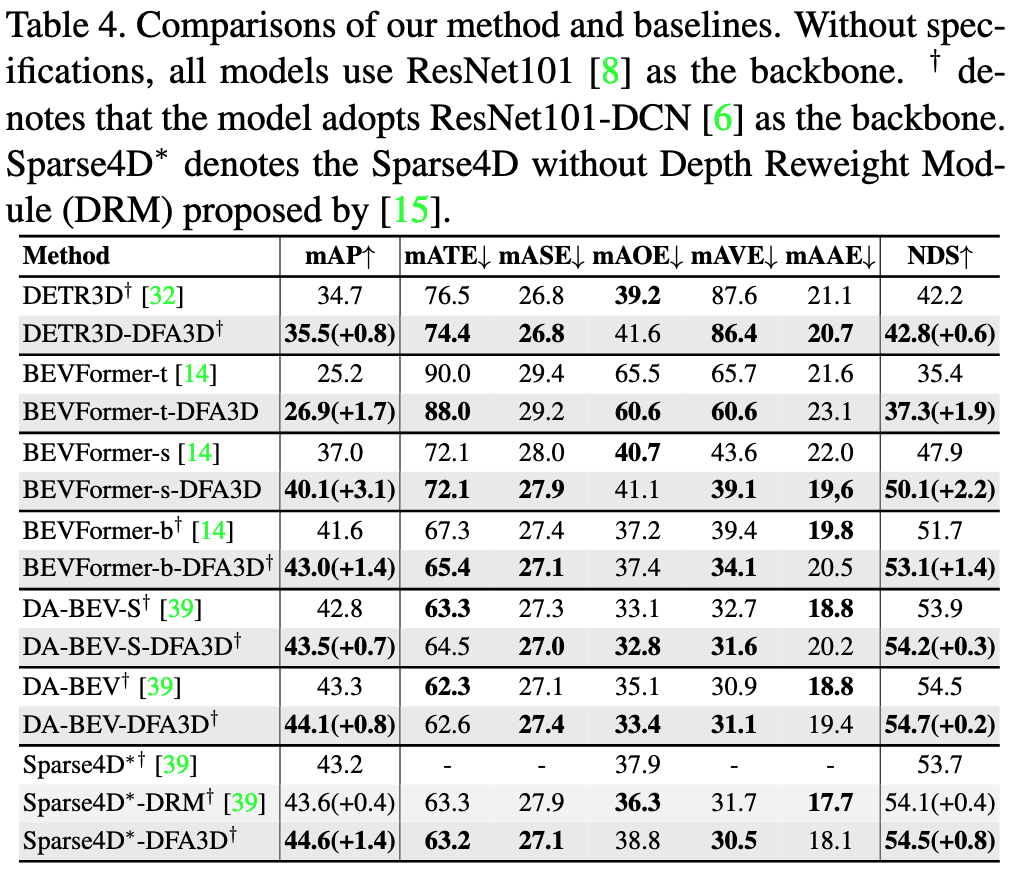 Table 4. Comparisons of our method and baselines. Without spec-
ifications, all models use ResNet101 [8] as the backbone. † de-
notes that the model adopts ResNet101-DCN [6] as the backbone.
Sparse4D* denotes the Sparse4D without Depth Reweight Mod-
ule (DRM) proposed by [15].
Method mAP↑ mATE↓ mASE↓ mAOE↓ mAVE↓ mAAE↓ NDS↑
DETR3D† [32] 34.7 76.5 26.8 39.2 87.6 21.1 42.2
DETR3D-DFA3D† 35.5(+0.8) 74.4 26.8 41.6 86.4 20.7 42.8(+0.6)
BEVFormer-t [14] 25.2 90.0 29.4 65.5 65.7 21.6 35.4
BEVFormer-t-DFA3D 26.9(+1.7) 88.0 29.2 60.6 60.6 23.1 37.3(+1.9)
BEVFormer-s [14] 37.0 72.1 28.0 40.7 43.6 22.0 47.9
BEVFormer-s-DFA3D 40.1(+3.1) 72.1 27.9 41.1 39.1 19,6 50.1(+2.2)
BEVFormer-b† [14] 41.6 67.3 27.4 37.2 39.4 19.8 51.7
BEVFormer-b-DFA3D† 43.0(+1.4) 65.4 27.1 37.4 34.1 20.5 53.1(+1.4)
DA-BEV-S† [39] 42.8 63.3 27.3 33.1 32.7 18.8 53.9
DA-BEV-S-DFA3D† 43.5(+0.7) 64.5 27.0 32.8 31.6 20.2 54.2(+0.3)
DA-BEV† [39] 43.3 62.3 27.1 35.1 30.9 18.8 54.5
DA-BEV-DFA3D† 44.1(+0.8) 62.6 27.4 33.4 31.1 19.4 54.7(+0.2)
Sparse4D*† [39] 43.2 - - 37.9 - - 53.7
Sparse4D*-DRM† [39] 43.6(+0.4) 63.3 27.9 36.3 31.7 17.7 54.1(+0.4)
Sparse4D*-DFA3D† 44.6(+1.4) 63.2 27.1 38.8 30.5 18.1 54.5(+0.8)